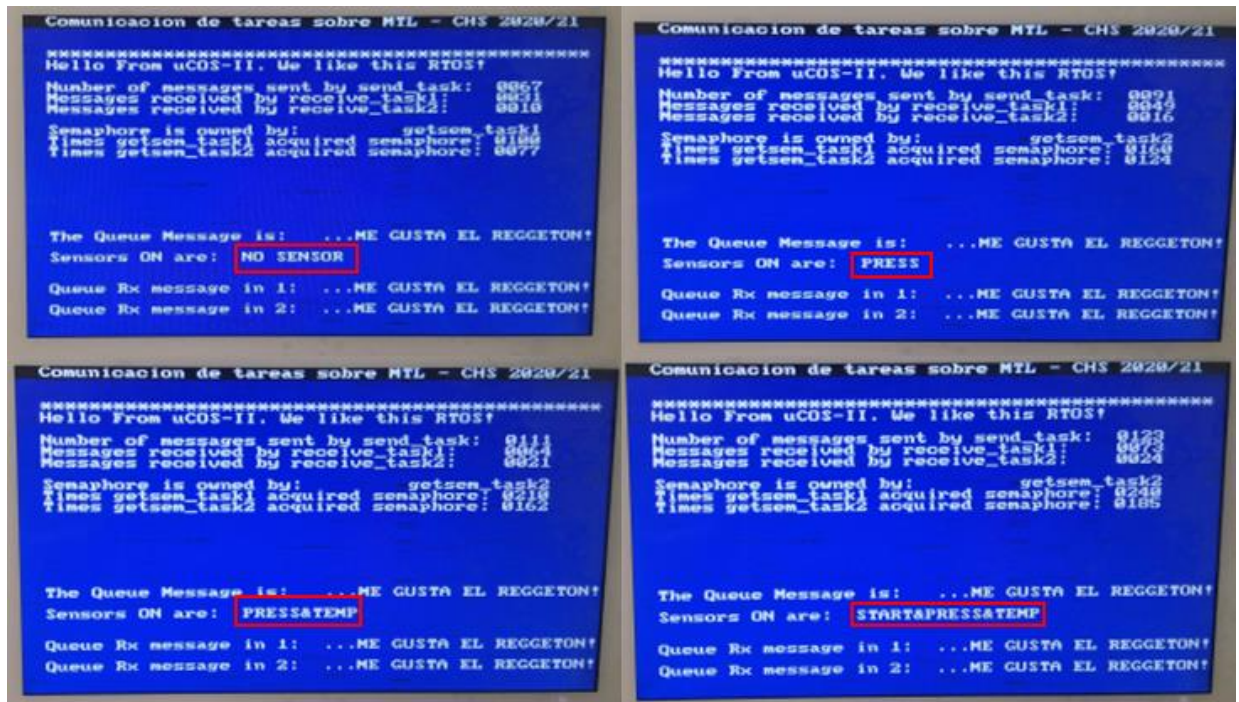 Comunicacion de tareas sobre MTL - CHS 2020/21
****************************************************
Hello From uCOS-II. We like this RTOS!
Number of messages sent by send_task: 0067
Messages received by receive_task1: 0031
Messages received by receive_task2: 0010
Semaphore is owned by: getsem_task1
Times getsem_task1 acquired semaphore: 0100
Times getsem_task2 acquired semaphore: 0077
The Queue Message is: ...ME GUSTA EL REGGETON!
Sensors ON are: NO SENSOR
Queue Rx message in 1: ...ME GUSTA EL REGGETON!
Queue Rx message in 2: ...ME GUSTA EL REGGETON!
Comunicacion de tareas sobre MTL - CHS 2020/21
****************************************************
Hello From uCOS-II. We like this RTOS!
Number of messages sent by send_task: 0091
Messages received by receive_task1: 0049
Messages received by receive_task2: 0016
Semaphore is owned by: getsem_task2
Times getsem_task1 acquired semaphore: 0160
Times getsem_task2 acquired semaphore: 0124
The Queue Message is: ...ME GUSTA EL REGGETON!
Sensors ON are: PRESS
Queue Rx message in 1: ...ME GUSTA EL REGGETON!
Queue Rx message in 2: ...ME GUSTA EL REGGETON!
Comunicacion de tareas sobre MTL - CHS 2020/21
****************************************************
Hello From uCOS-II. We like this RTOS!
Number of messages sent by send_task: 0111
Messages received by receive_task1: 0064
Messages received by receive_task2: 0021
Semaphore is owned by: getsem_task2
Times getsem_task1 acquired semaphore: 0210
Times getsem_task2 acquired semaphore: 0162
The Queue Message is: ...ME GUSTA EL REGGETON!
Sensors ON are: PRESS&TEMP
Queue Rx message in 1: ...ME GUSTA EL REGGETON!
Queue Rx message in 2: ...ME GUSTA EL REGGETON!
Comunicacion de tareas sobre MTL - CHS 2020/21
****************************************************
Hello From uCOS-II. We like this RTOS!
Number of messages sent by send_task: 0123
Messages received by receive_task1: 0073
Messages received by receive_task2: 0024
Semaphore is owned by: getsem_task2
Times getsem_task1 acquired semaphore: 0240
Times getsem_task2 acquired semaphore: 0185
The Queue Message is: ...ME GUSTA EL REGGETON!
Sensors ON are: START&PRESS&TEMP
Queue Rx message in 1: ...ME GUSTA EL REGGETON!
Queue Rx message in 2: ...ME GUSTA EL REGGETON!